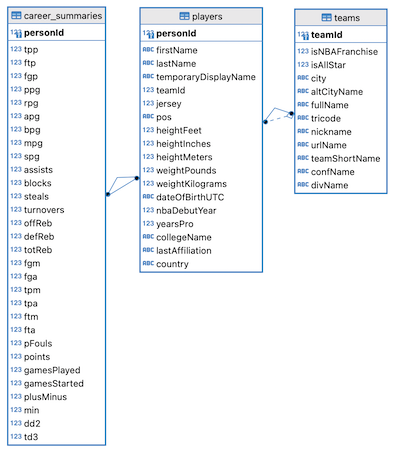 career_summaries
123 personId
123 tpp
123 ftp
123 fgp
123 ppg
123 rpg
123 apg
123 bpg
123 mpg
123 spg
123 assists
123 blocks
123 steals
123 turnovers
123 offReb
123 defReb
123 totReb
123 fgm
123 fga
123 tpm
123 tpa
123 ftm
123 fta
123 pFouls
123 points
123 gamesPlayed
123 gamesStarted
123 plusMinus
123 min
123 dd2
123 td3
players
123 personId
ABC firstName
ABC lastName
ABC temporaryDisplayName
123 teamId
123 jersey
ABC pos
123 heightFeet
123 heightInches
123 heightMeters
123 weightPounds
123 weightKilograms
ABC dateOfBirthUTC
123 nbaDebutYear
123 yearsPro
ABC collegeName
ABC lastAffiliation
ABC country
teams
123 teamId
123 isNBAFranchise
123 isAllStar
ABC city
ABC altCityName
ABC fullName
ABC tricode
ABC nickname
ABC urlName
ABC teamShortName
ABC confName
ABC divName